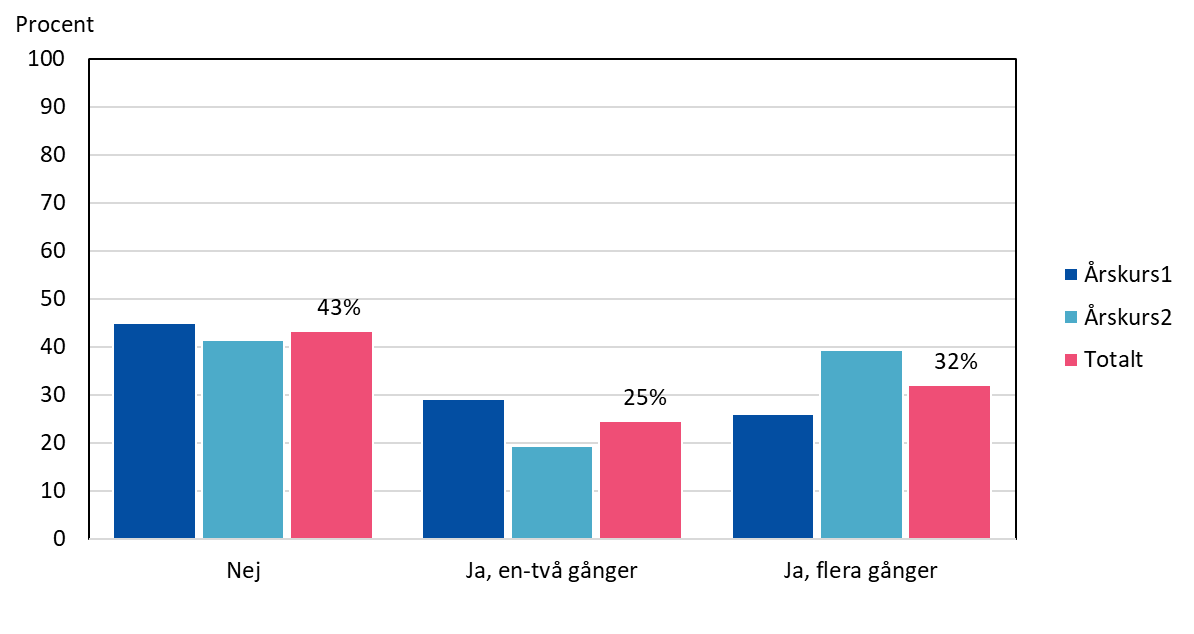 Procent
100
90
80
70
60
50
40
30
20
10
0
43%
25%
32%
Nej
Ja, en-två gånger
Ja, flera gånger
Årskurs1
Årskurs2
Totalt